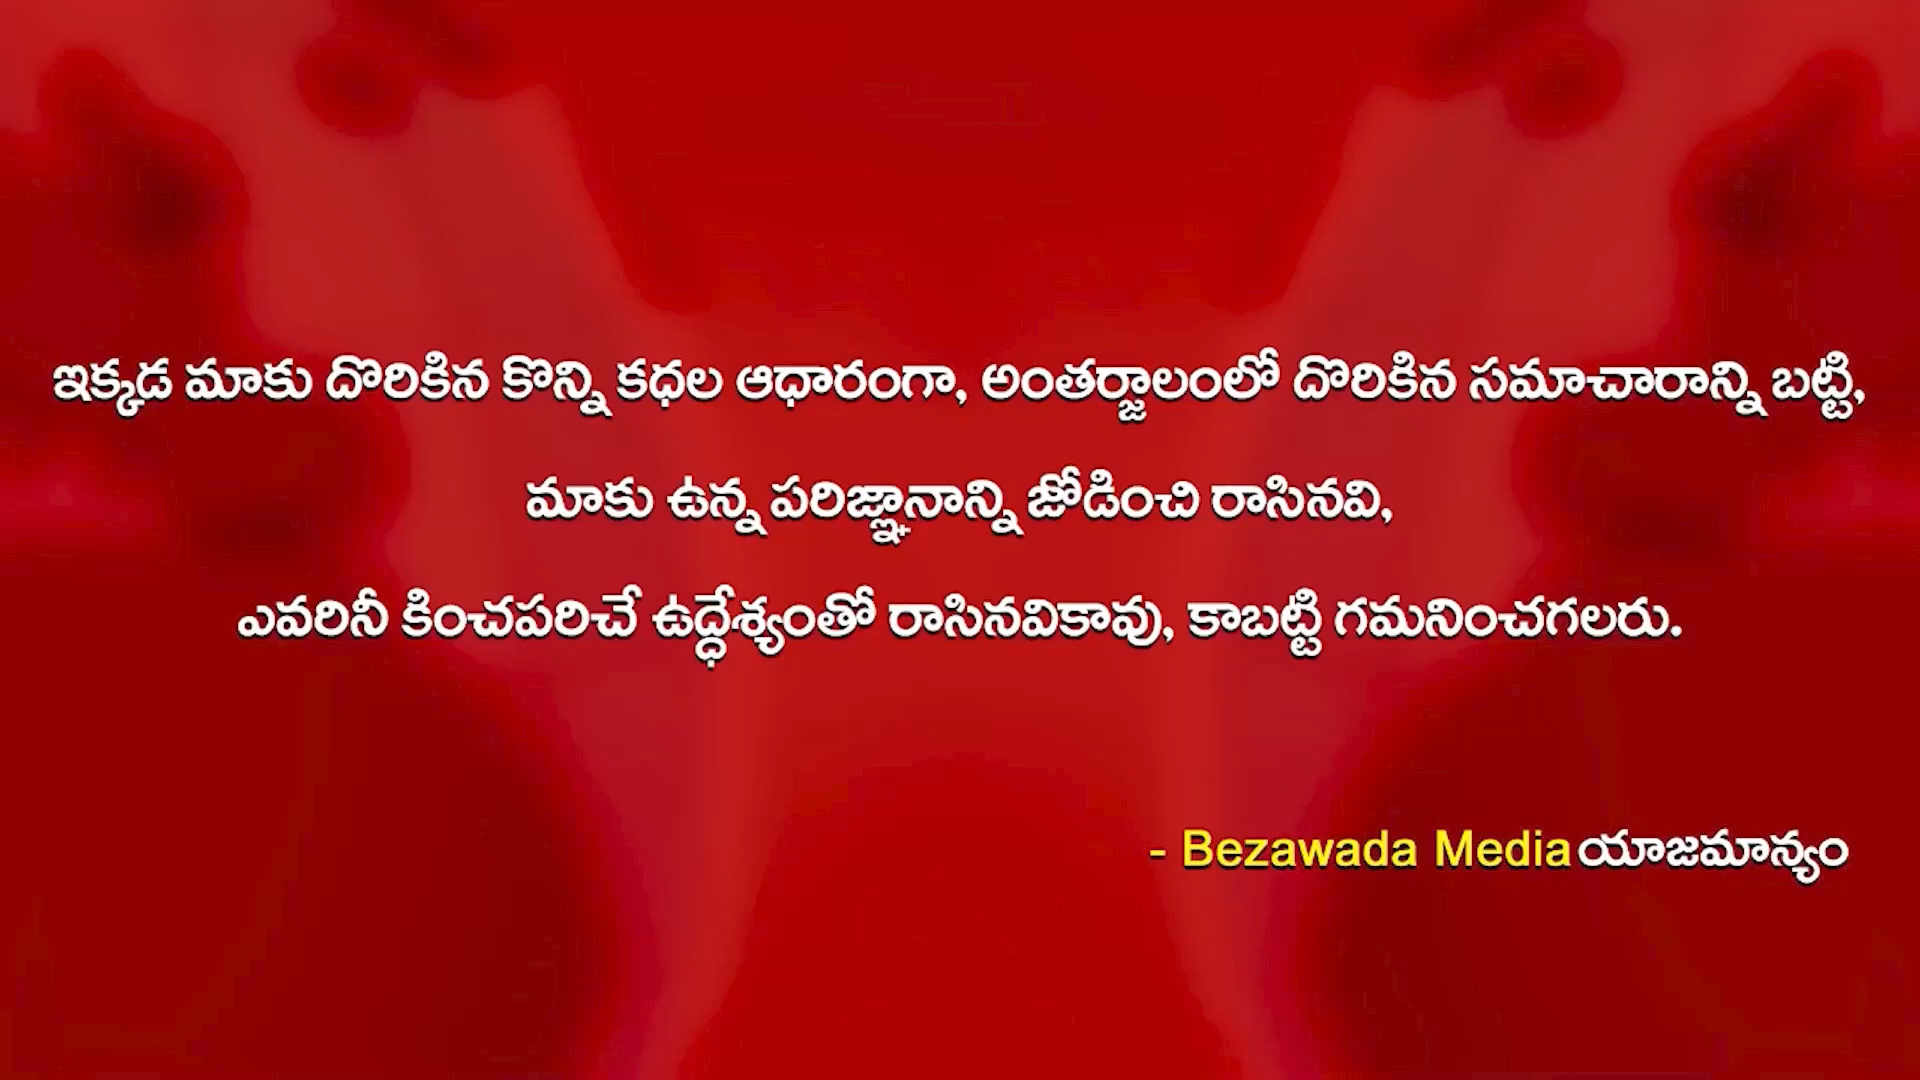 ఇక్కడ మాకు దొరికిన కొన్ని కధల ఆధారంగా, అంతర్జాలంలో దొరికిన సమాచారాన్ని బట్టి,
మాకు ఉన్న పరిజ్ఞానాన్ని జోడించి రాసినవి,
ఎవరినీ కించపరిచే ఉద్ధేశ్యంతో రాసినవికావు, కాబట్టి గమనించగలరు.
- Bezawada Media యాజమాన్యం